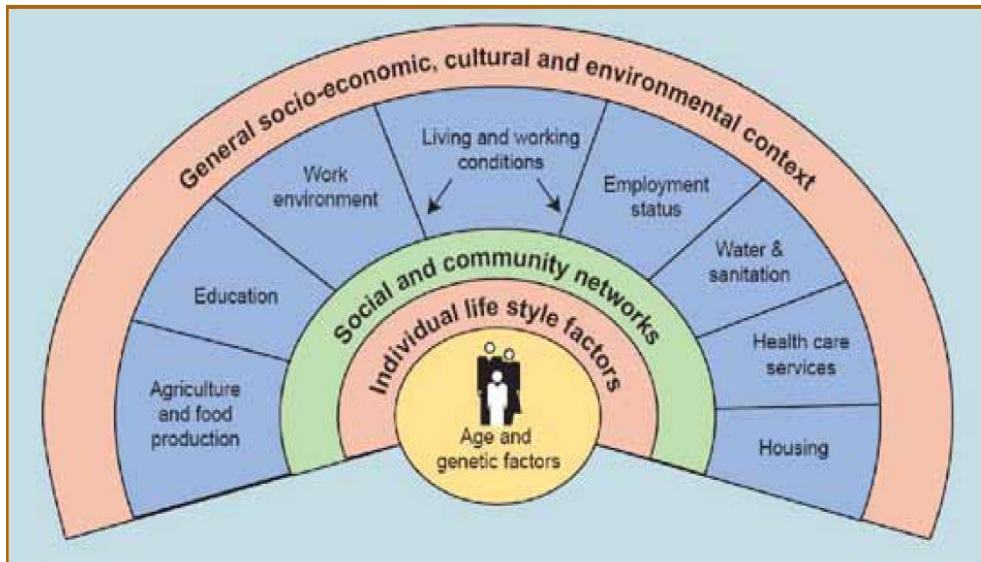 General socio-economic, cultural and environmental context
Living and working
conditions
Work
environment
Employment
status
Education
Water &
sanitation
Agriculture
and food
production
Health care
services
Housing
Social and community networks
Individual life style factors
Age and
genetic factors